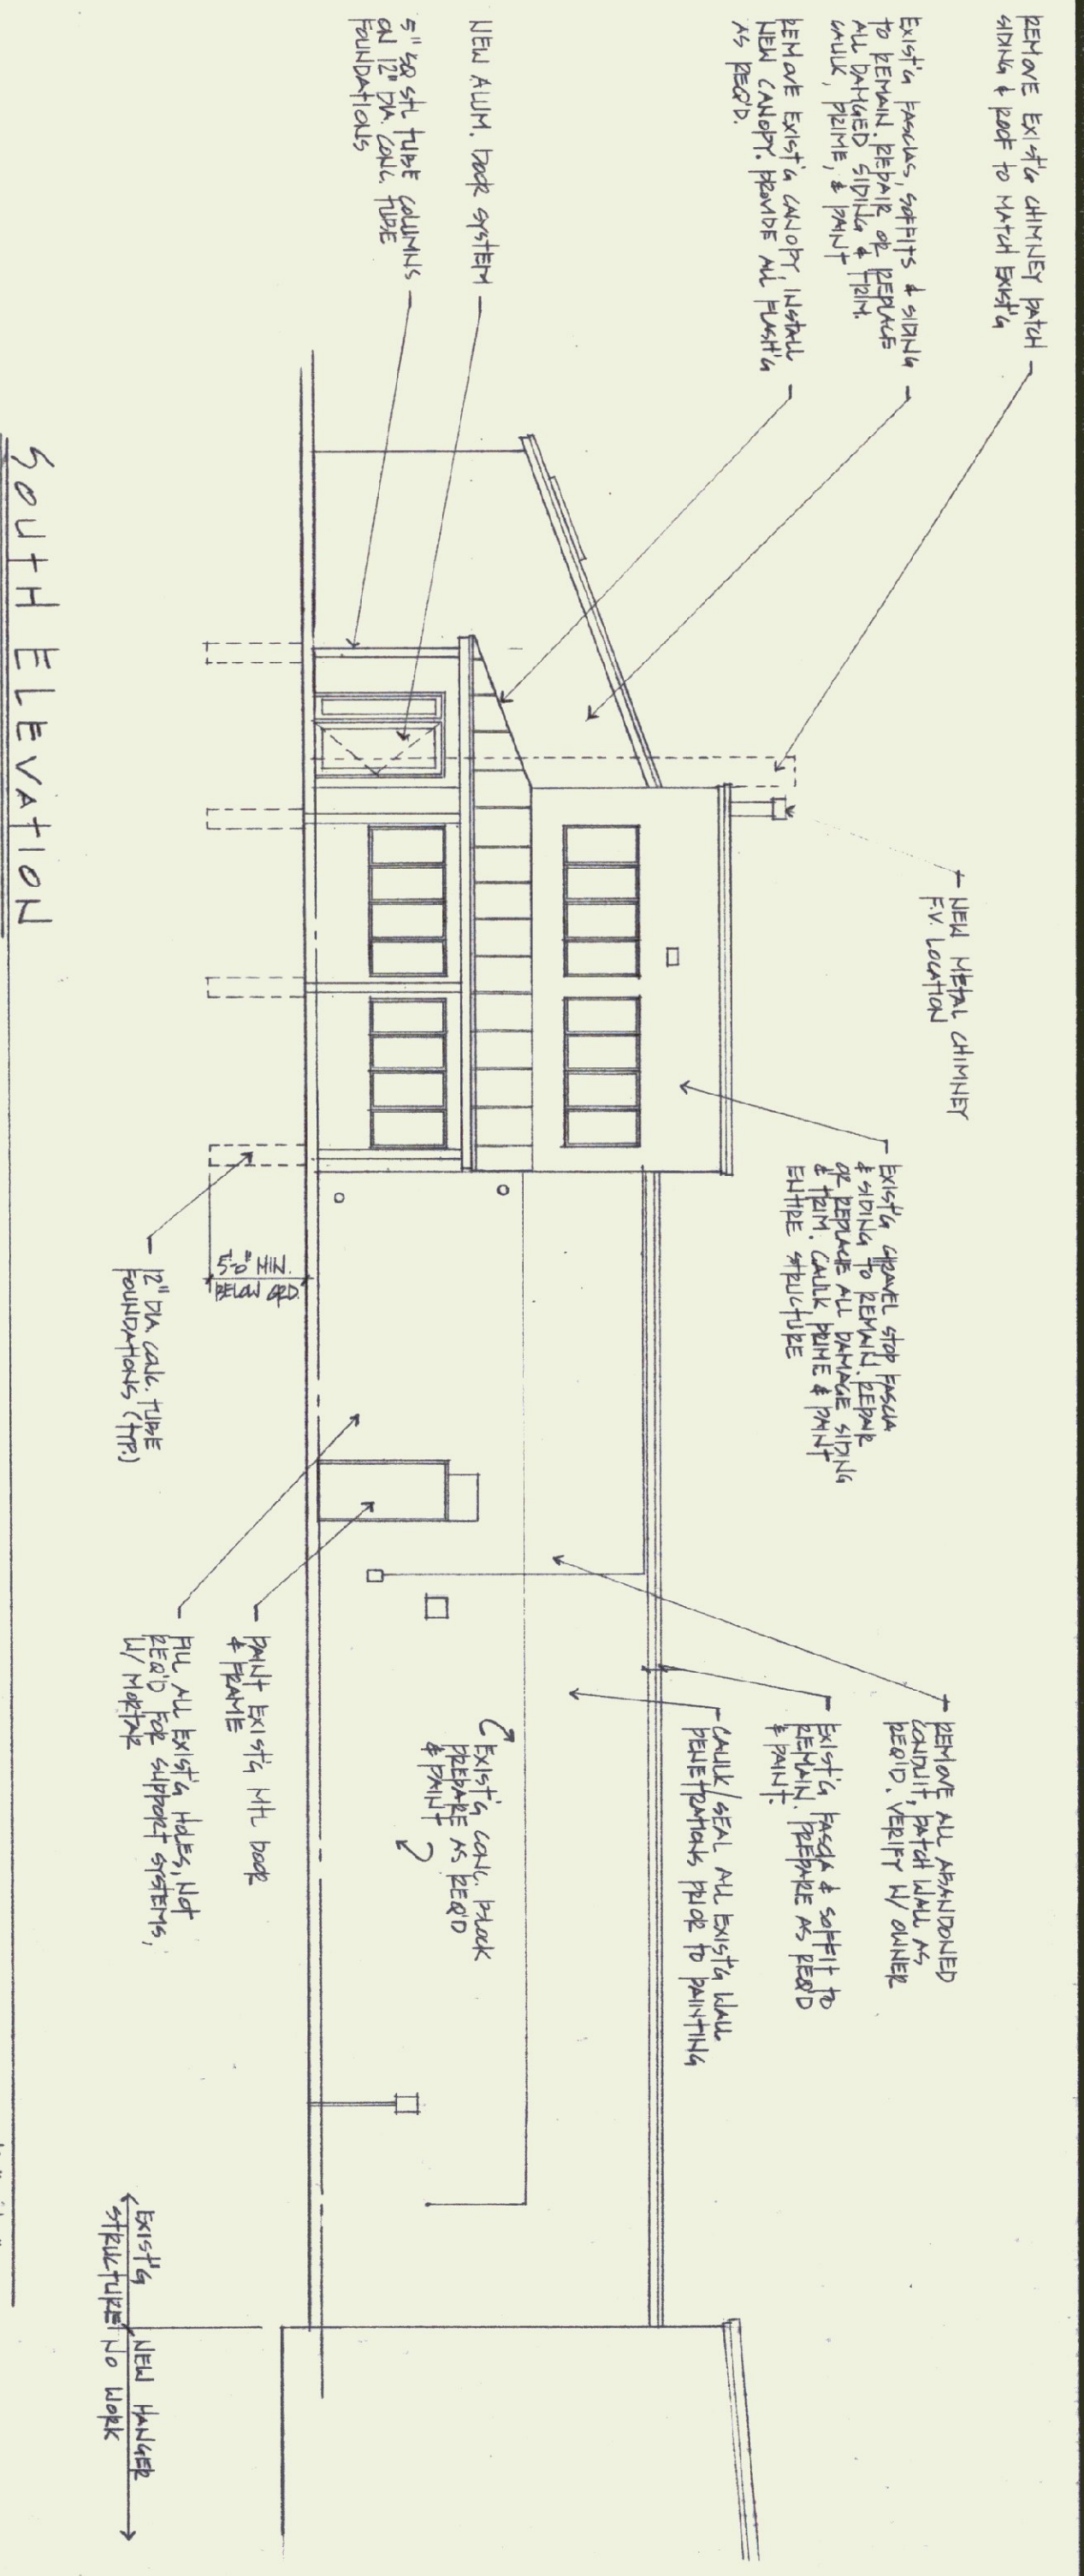 REMOVE EXIST'G CHIMNEY PATCH
SIDING & ROOF TO MATCH EXIST'G
EXIST'G FASCIAS, SOFFITS & SIDING
TO REMAIN. REPAIR OR REPLACE
ALL DAMGED SIDING & TRIM.
CAULK, PRIME, & PAINT
REMOVE EXIST'G CANOPY, INSTALL
NEW CANOPY. PROVIDE ALL FLASH'G
AS REQ'D.
NEW ALUM. DOOR SYSTEM
5" SQ STL TUBE COLUMNS
ON 12" DIA. CONC. TUBE
FOUNDATIONS
NEW METAL CHIMNEY
F.V. LOCATION
EXIST'G GRAVEL STOP FASCIA
& SIDING TO REMAIN. REPAIR
OR REPLACE ALL DAMAGE SIDING
& TRIM. CAULK PRIME & PAINT
ENTIRE STRUCTURE
REMOVE ALL ABANDONED
CONDUIT, PATCH WALL AS
REQ'D. VERIFY W/ OWNER
EXIST'G FASCIA & SOFFIT TO
REMAIN. PREPARE AS REQ'D
& PAINT.
CAULK/SEAL ALL EXIST'G WALL
PENETRATIONS PRIOR TO PAINTING
EXIST'G CONC. BLOCK
PREPARE AS REQ'D
& PAINT
5'-0" MIN.
BELOW GRD.
12" DIA CONC. TUBE
FOUNDATIONS (TYP.)
PAINT EXIST'G MTL DOOR
& FRAME
FILL ALL EXIST'G HOLES, NOT
REQ'D FOR SUPPORT SYSTEMS,
W/ MORTAR
EXIST'G
STRUCTURE
NEW HANGER
NO WORK
SOUTH ELEVATION